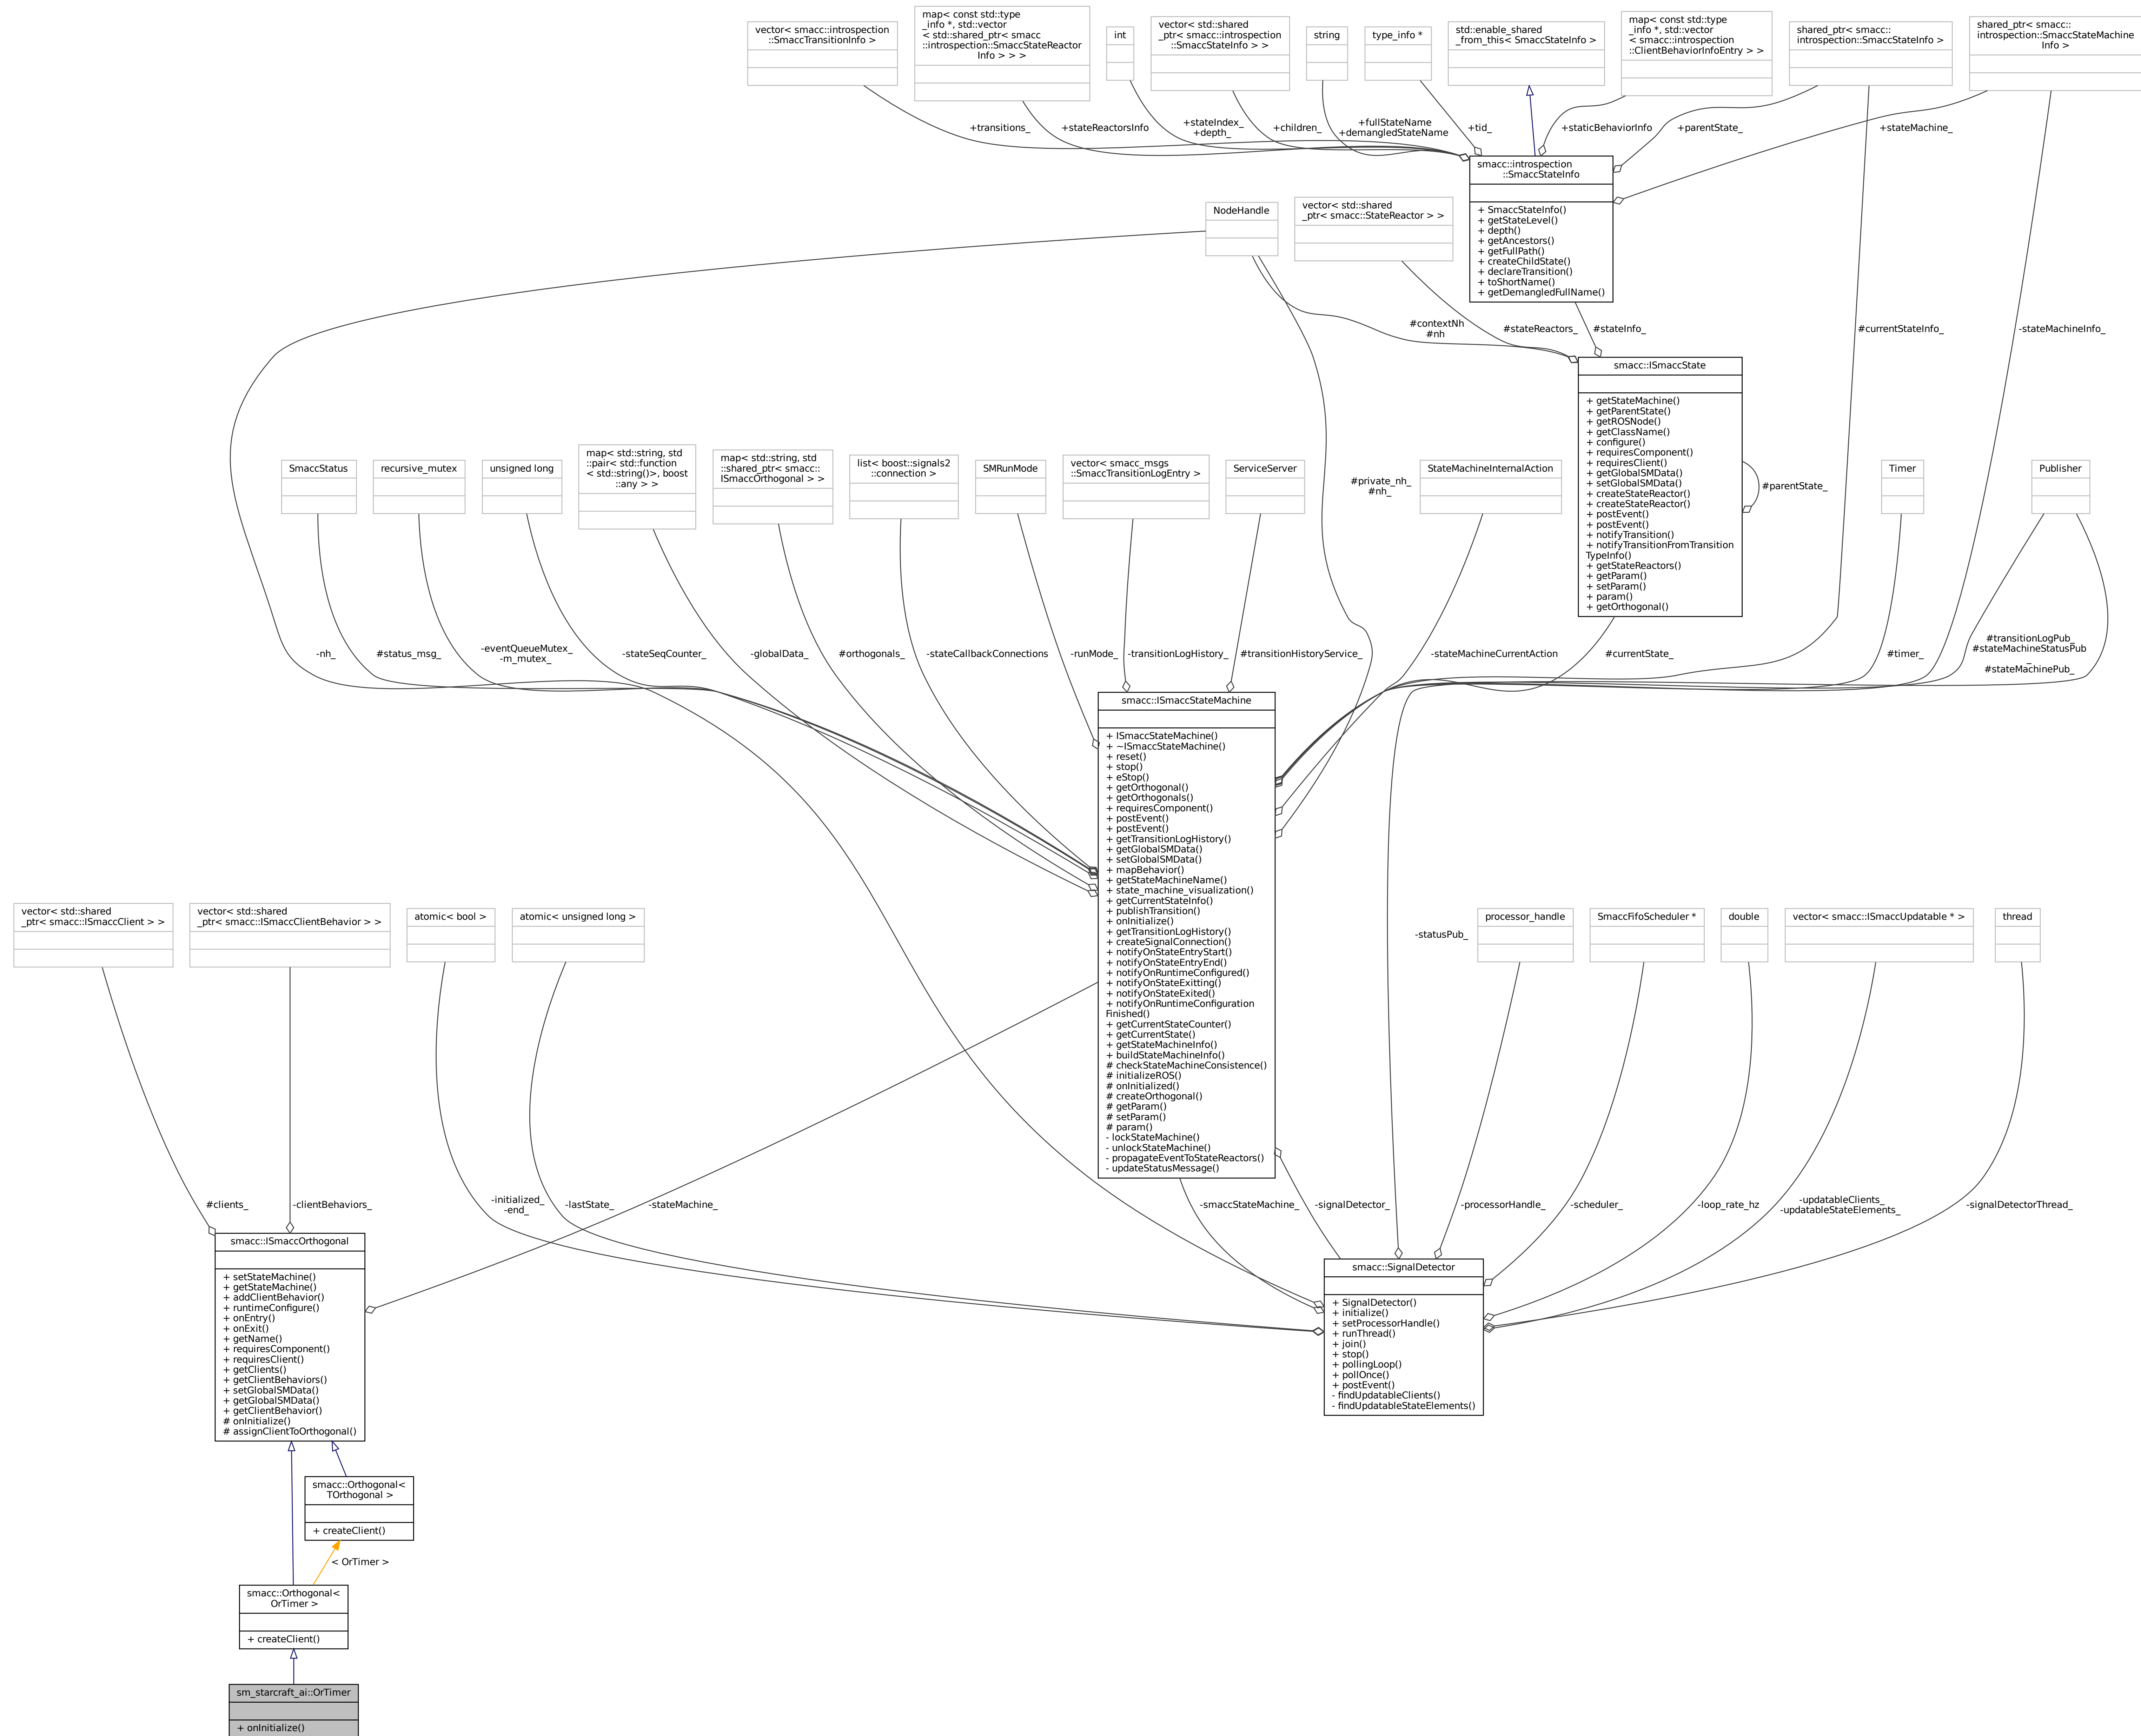 vector< smacc::introspection
::SmaccTransitionInfo >
map< const std::type
_info *, std::vector
< std::shared_ptr< smacc
::introspection::SmaccStateReactor
Info > > >
int
vector< std::shared
_ptr< smacc::introspection
::SmaccStateInfo > >
string
type_info *
std::enable_shared
_from_this< SmaccStateInfo >
map< const std::type
_info *, std::vector
< smacc::introspection
::ClientBehaviorInfoEntry > >
shared_ptr< smacc::
introspection::SmaccStateInfo >
shared_ptr< smacc::
introspection::SmaccStateMachine
Info >
+transitions_
+stateReactorsInfo
+stateIndex_
+depth_
+children_
+fullStateName
+demangledStateName
+tid_
+staticBehaviorInfo
+parentState_
+stateMachine_
smacc::introspection
::SmaccStateInfo
+ SmaccStateInfo()
+ getStateLevel()
+ depth()
+ getAncestors()
+ getFullPath()
+ createChildState()
+ declareTransition()
+ toShortName()
+ getDemangledFullName()
NodeHandle
vector< std::shared
_ptr< smacc::StateReactor > >
#contextNh
#nh
#stateReactors_
#stateInfo_
#currentStateInfo_
-stateMachineInfo_
smacc::ISmaccState
+ getStateMachine()
+ getParentState()
+ getROSNode()
+ getClassName()
+ configure()
+ requiresComponent()
+ requiresClient()
+ getGlobalSMData()
+ setGlobalSMData()
+ createStateReactor()
+ createStateReactor()
+ postEvent()
+ postEvent()
+ notifyTransition()
+ notifyTransitionFromTransition
TypeInfo()
+ getStateReactors()
+ getParam()
+ setParam()
+ param()
+ getOrthogonal()
#parentState_
SmaccStatus
recursive_mutex
unsigned long
map< std::string, std
::pair< std::function
< std::string()>, boost
::any > >
map< std::string, std
::shared_ptr< smacc::
ISmaccOrthogonal > >
list< boost::signals2
::connection >
SMRunMode
vector< smacc_msgs
::SmaccTransitionLogEntry >
ServiceServer
#private_nh_
#nh_
StateMachineInternalAction
Timer
Publisher
-nh_
#status_msg_
-eventQueueMutex_
-m_mutex_
-stateSeqCounter_
-globalData_
#orthogonals_
-stateCallbackConnections
-runMode_
-transitionLogHistory_
#transitionHistoryService_
-stateMachineCurrentAction
#currentState_
#timer_
#transitionLogPub_
#stateMachineStatusPub
_
#stateMachinePub_
smacc::ISmaccStateMachine
+ ISmaccStateMachine()
+ ~ISmaccStateMachine()
+ reset()
+ stop()
+ eStop()
+ getOrthogonal()
+ getOrthogonals()
+ requiresComponent()
+ postEvent()
+ postEvent()
+ getTransitionLogHistory()
+ getGlobalSMData()
+ setGlobalSMData()
+ mapBehavior()
+ getStateMachineName()
+ state_machine_visualization()
+ getCurrentStateInfo()
+ publishTransition()
+ onInitialize()
+ getTransitionLogHistory()
+ createSignalConnection()
+ notifyOnStateEntryStart()
+ notifyOnStateEntryEnd()
+ notifyOnRuntimeConfigured()
+ notifyOnStateExitting()
+ notifyOnStateExited()
+ notifyOnRuntimeConfiguration
Finished()
+ getCurrentStateCounter()
+ getCurrentState()
+ getStateMachineInfo()
+ buildStateMachineInfo()
# checkStateMachineConsistence()
# initializeROS()
# onInitialized()
# createOrthogonal()
# getParam()
# setParam()
# param()
- lockStateMachine()
- unlockStateMachine()
- propagateEventToStateReactors()
- updateStatusMessage()
vector< std::shared
_ptr< smacc::ISmaccClient > >
vector< std::shared
_ptr< smacc::ISmaccClientBehavior > >
atomic< bool >
atomic< unsigned long >
-statusPub_
processor_handle
SmaccFifoScheduler *
double
vector< smacc::ISmaccUpdatable * >
thread
#clients_
-clientBehaviors_
-initialized_
-end_
-lastState_
-stateMachine_
-smaccStateMachine_
-signalDetector_
-processorHandle_
-scheduler_
-loop_rate_hz
-updatableClients_
-updatableStateElements_
-signalDetectorThread_
smacc::ISmaccOrthogonal
+ setStateMachine()
+ getStateMachine()
+ addClientBehavior()
+ runtimeConfigure()
+ onEntry()
+ onExit()
+ getName()
+ requiresComponent()
+ requiresClient()
+ getClients()
+ getClientBehaviors()
+ setGlobalSMData()
+ getGlobalSMData()
+ getClientBehavior()
# onInitialize()
# assignClientToOrthogonal()
smacc::SignalDetector
+ SignalDetector()
+ initialize()
+ setProcessorHandle()
+ runThread()
+ join()
+ stop()
+ pollingLoop()
+ pollOnce()
+ postEvent()
- findUpdatableClients()
- findUpdatableStateElements()
smacc::Orthogonal<
TOrthogonal >
+ createClient()
< OrTimer >
smacc::Orthogonal<
OrTimer >
+ createClient()
sm_starcraft_ai::OrTimer
+ onInitialize()